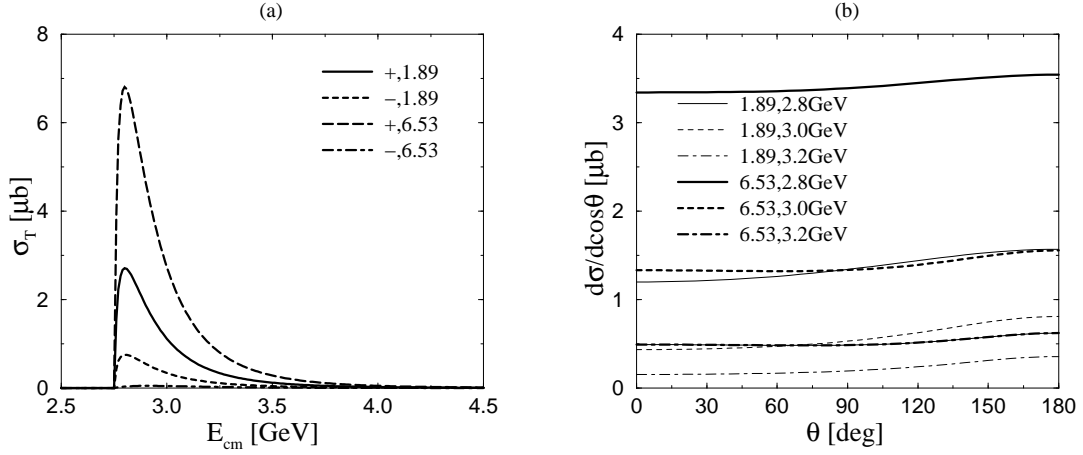 (a)
σT [μb]
8
6
4
2
0
2.5 3.0 3.5 4.0 4.5
Ecm [GeV]
+,1.89
−,1.89
+,6.53
−,6.53
(b)
dσ/dcosθ [μb]
4
3
2
1
0
0 30 60 90 120 150 180
θ [deg]
1.89,2.8GeV
1.89,3.0GeV
1.89,3.2GeV
6.53,2.8GeV
6.53,3.0GeV
6.53,3.2GeV